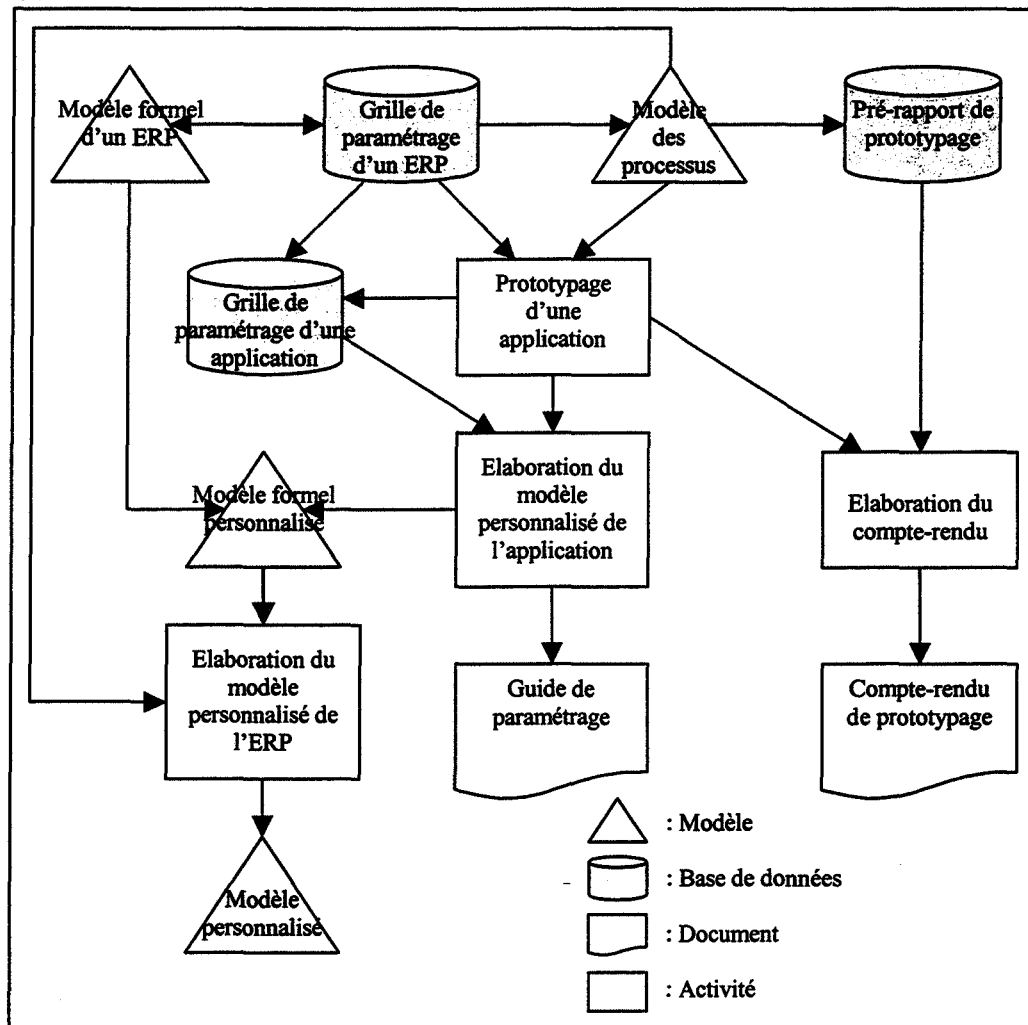 Modèle formel
d'un ERP
Grille de
paramétrage
d'un ERP
Modèle
des
processus
Pré-rapport de
prototypage
Grille de
paramétrage d'une
application
Prototypage
d'une
application
Modèle formel
personnalisé
Elaboration du
modèle
personnalisé de
l'application
Elaboration du
compte-rendu
Elaboration du
modèle
personnalisé de
l'ERP
Guide de
paramétrage
Compte-rendu
de prototypage
Modèle
personnalisé
: Modèle
: Base de données
: Document
: Activité